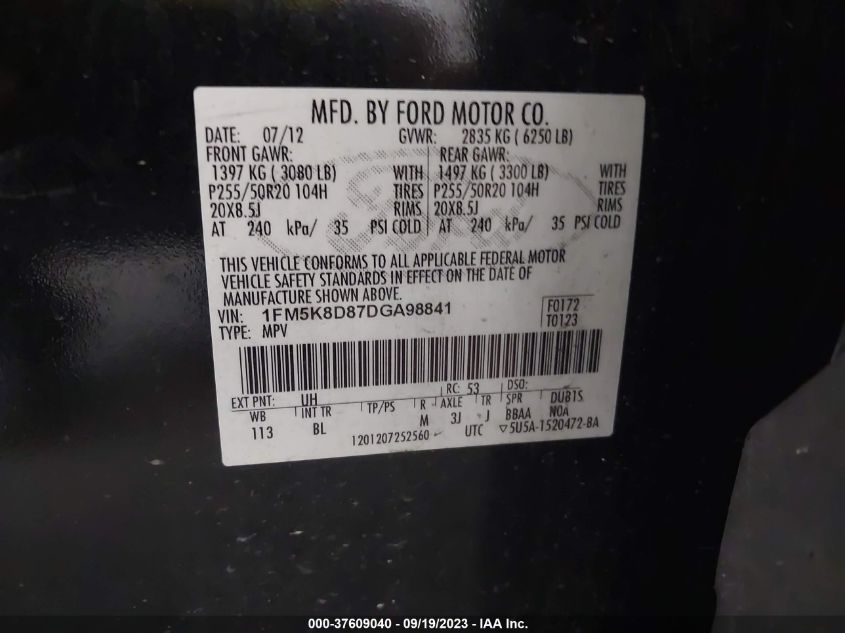 MFD. BY FORD MOTOR CO.
DATE: 07/12 GVWR: 2835 KG ( 6250 LB)
FRONT GAWR: REAR GAWR:
1397 KG ( 3080 LB) WITH 1497 KG ( 3300 LB) WITH
P255/50R20 104H TIRES P255/50R20 104H TIRES
20X8.5J RIMS 20X8.5J RIMS
AT 240 kPa/ 35 PSI COLD AT 240 kPa/ 35 PSI COLD
THIS VEHICLE CONFORMS TO ALL APPLICABLE FEDERAL MOTOR
VEHICLE SAFETY STANDARDS IN EFFECT ON THE DATE OF
MANUFACTURE SHOWN ABOVE.
VIN: 1FM5K8D87DGA98841 F0172
TYPE: MPV T0123
EXT PNT: UH RC: 53 DSO:
WB INT TR TP/PS R AXLE TR SPR DUB1S
113 BL M 3J J BBAA NOA
1201207252560 UTC ▽5U5A-1520472-BA
000-37609040 - 09/19/2023 - IAA Inc.